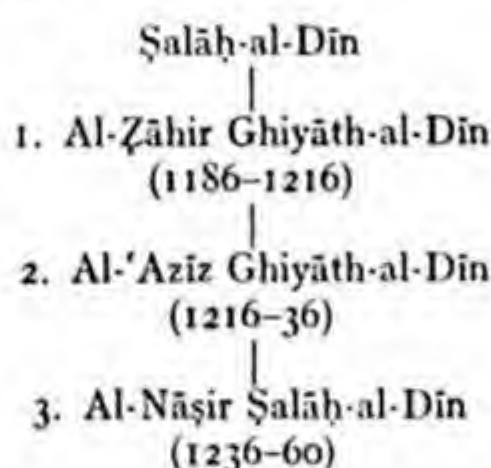 Ṣalāḥ-al-Dīn
1. Al-Ẓāhir Ghiyāth-al-Dīn
(1186–1216)
2. Al-ʿAzīz Ghiyāth-al-Dīn
(1216–36)
3. Al-Nāṣir Ṣalāḥ-al-Dīn
(1236–60)